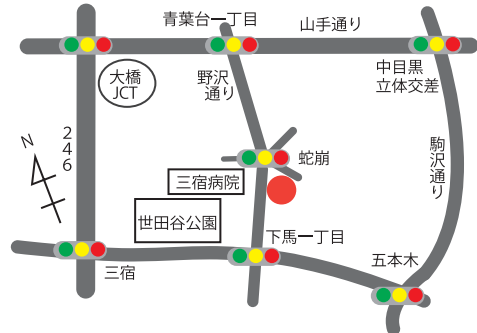 青葉台一丁目
山手通り
大橋
JCT
野沢
通り
中目黒
立体交差
N
246
蛇崩
駒沢通り
三宿病院
世田谷公園
下馬一丁目
三宿
五本木